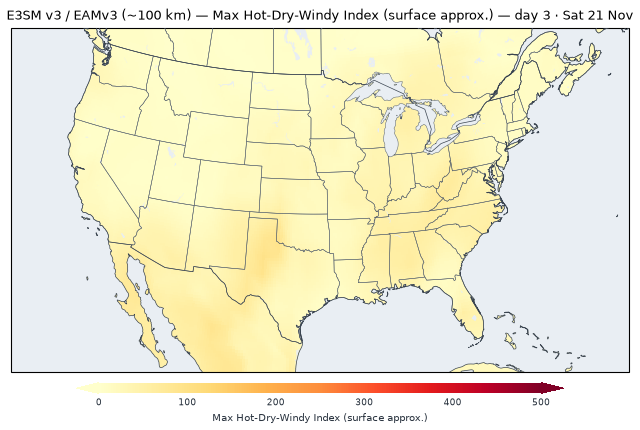 E3SM v3 / EAMv3 (~100 km) — Max Hot-Dry-Windy Index (surface approx.) — day 3 · Sat 21 Nov
0 100 200 300 400 500
Max Hot-Dry-Windy Index (surface approx.)